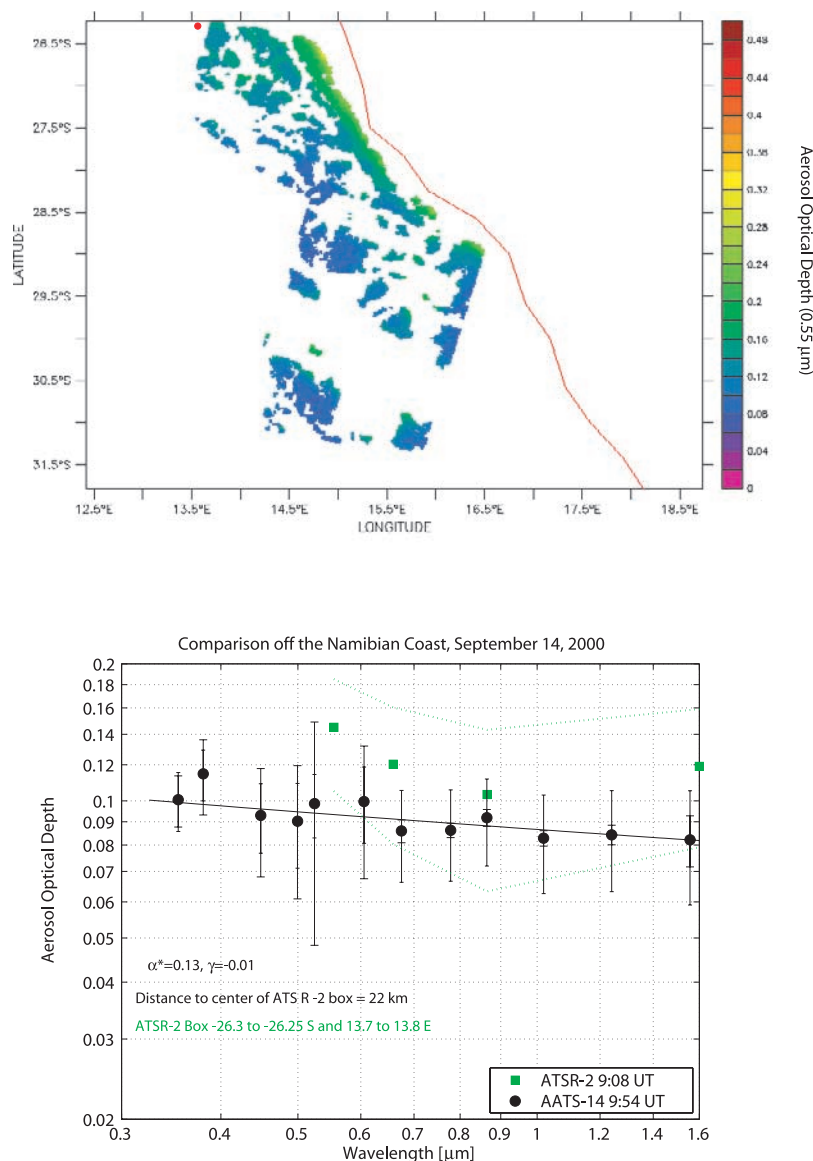 28.5°S
27.5°S
28.5°S
29.5°S
30.5°S
31.5°S
LATITUDE
12.5°E 13.5°E 14.5°E 15.5°E 16.5°E 17.5°E 18.5°E
LONGITUDE
0.48
0.44
0.4
0.36
0.32
0.28
0.24
0.2
0.16
0.12
0.08
0.04
0
Aerosol Optical Depth (0.55 μm)
Comparison off the Namibian Coast, September 14, 2000
0.2
0.18
0.16
0.14
0.12
0.1
0.09
0.08
0.06
0.05
0.04
0.03
0.02
Aerosol Optical Depth
α*=0.13, γ=-0.01
Distance to center of ATS R -2 box = 22 km
ATSR-2 Box -26.3 to -26.25 S and 13.7 to 13.8 E
ATSR-2 9:08 UT
AATS-14 9:54 UT
0.3 0.4 0.5 0.6 0.7 0.8 0.9 1 1.2 1.4 1.6
Wavelength [μm]